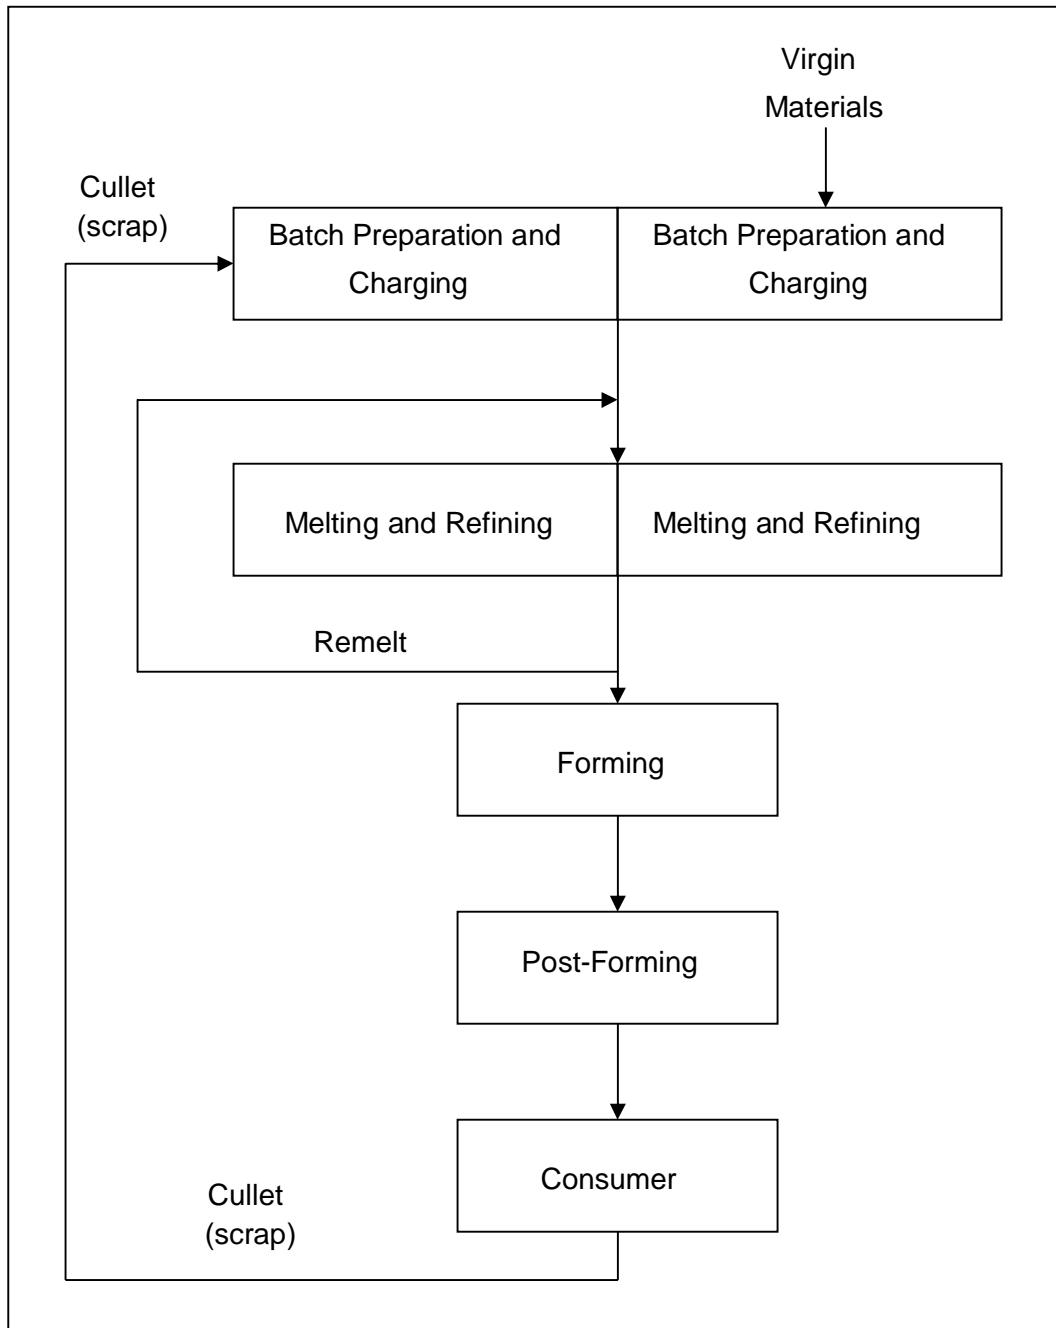 Virgin
Materials
Cullet
(scrap)
Batch Preparation and
Charging
Batch Preparation and
Charging
Melting and Refining
Melting and Refining
Remelt
Forming
Post-Forming
Consumer
Cullet
(scrap)